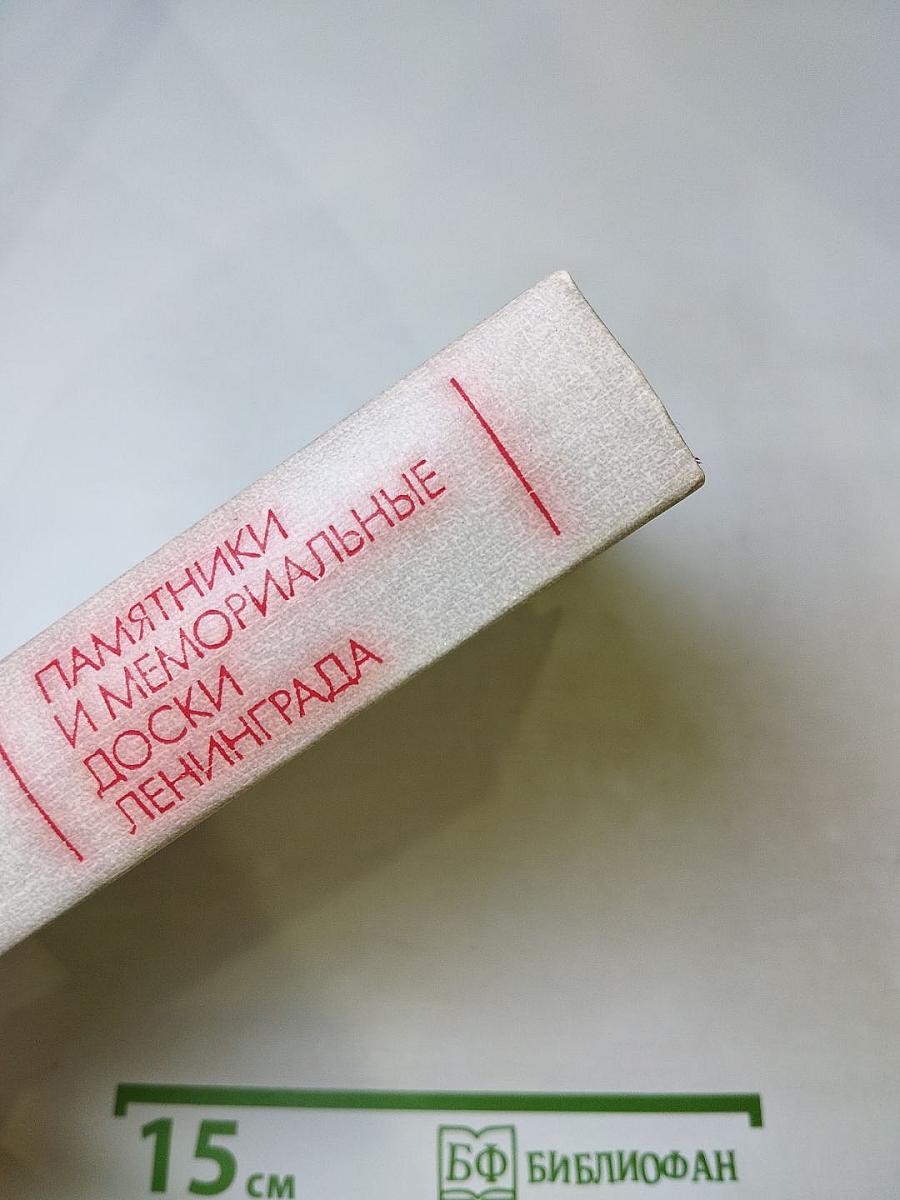 ПАМЯТНИКИ
И МЕМОРИАЛЬНЫЕ
ДОСКИ
ЛЕНИНГРАДА
15 см
БФ БИБЛИОФАН